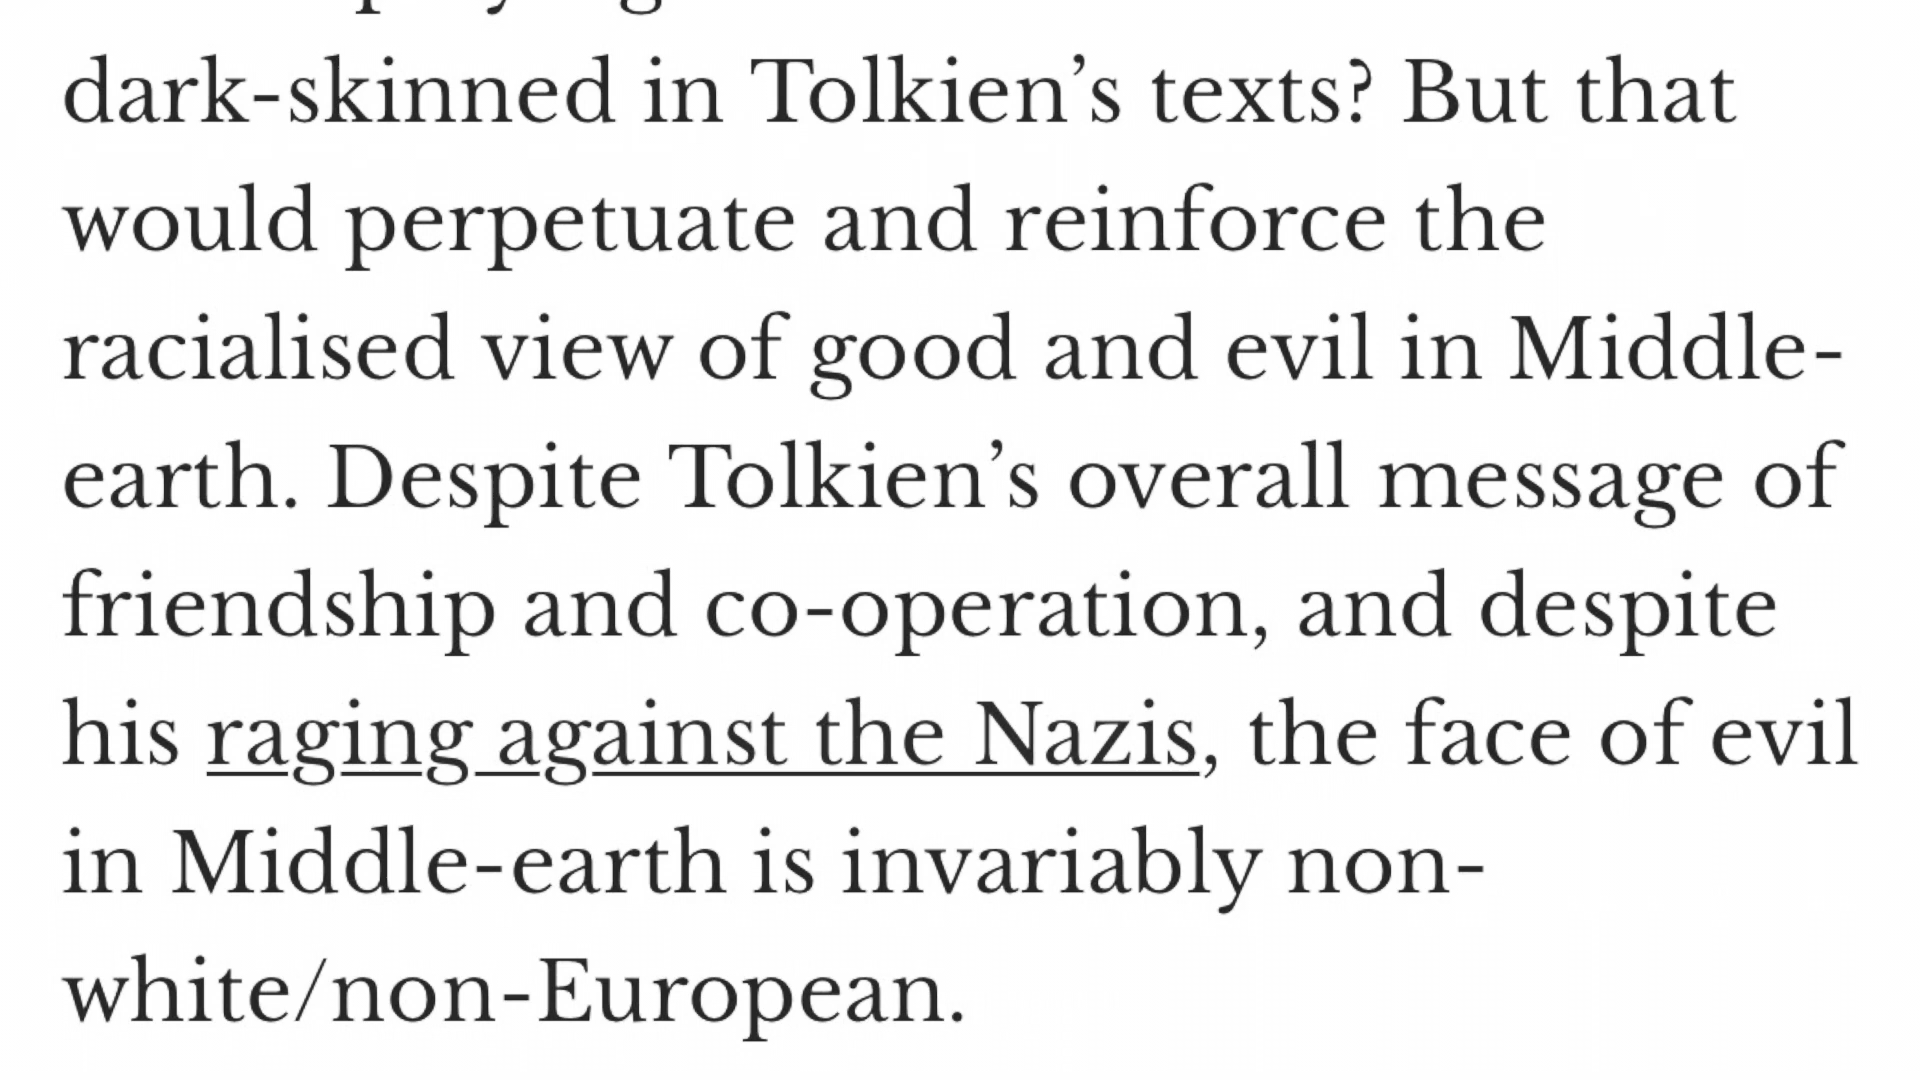 dark-skinned in Tolkien’s texts? But that
would perpetuate and reinforce the
racialised view of good and evil in Middle-
earth. Despite Tolkien’s overall message of
friendship and co-operation, and despite
his raging against the Nazis, the face of evil
in Middle-earth is invariably non-
white/non-European.